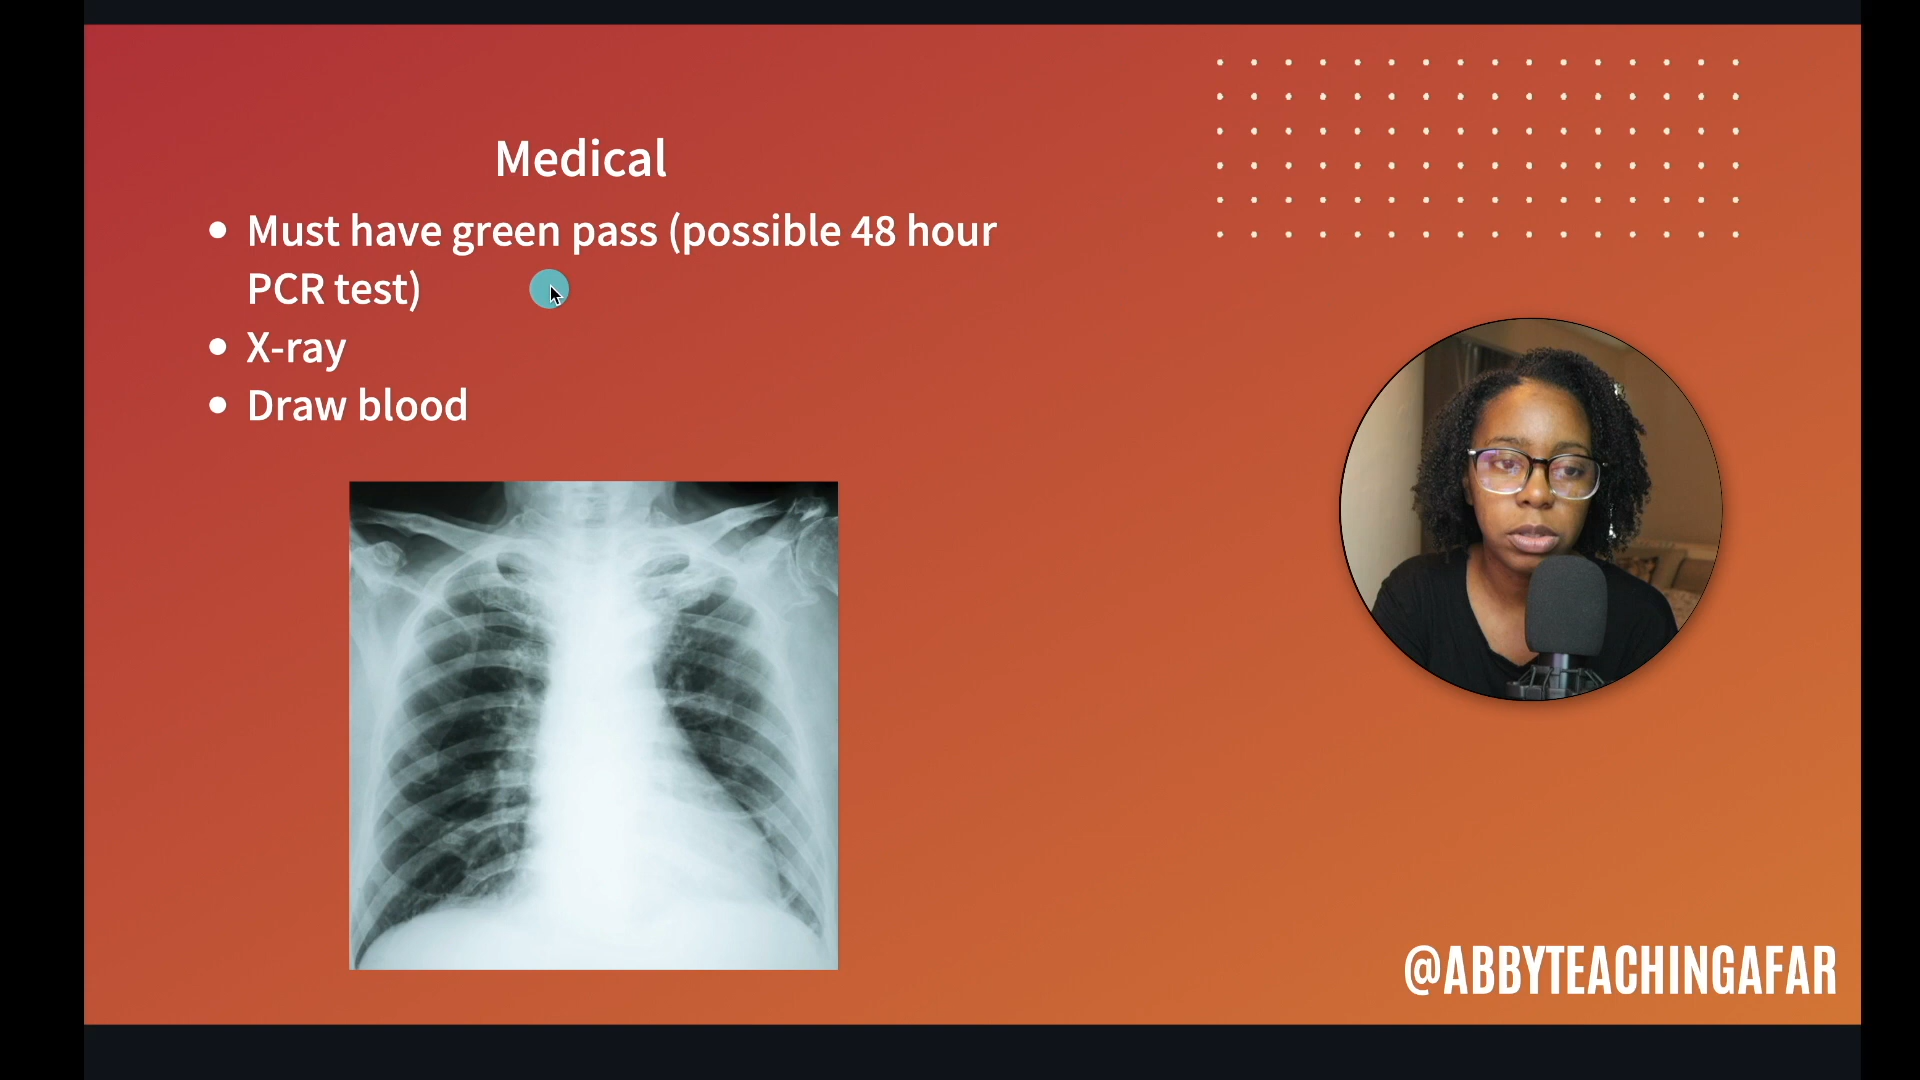 Medical
• Must have green pass (possible 48 hour
PCR test)
• X-ray
• Draw blood
@ABBYTEACHINGAFAR